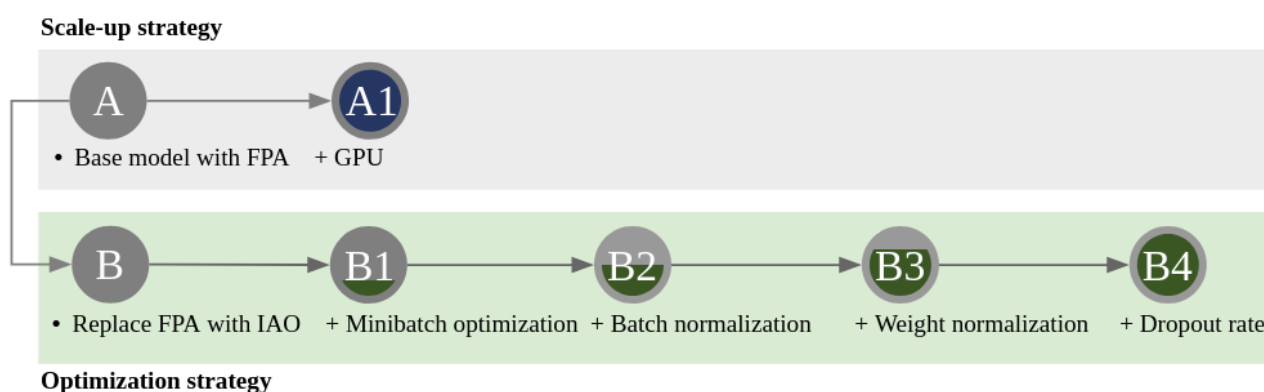 Scale-up strategy
A A1
• Base model with FPA + GPU
B B1 B2 B3 B4
• Replace FPA with IAO + Minibatch optimization + Batch normalization + Weight normalization + Dropout rate
Optimization strategy